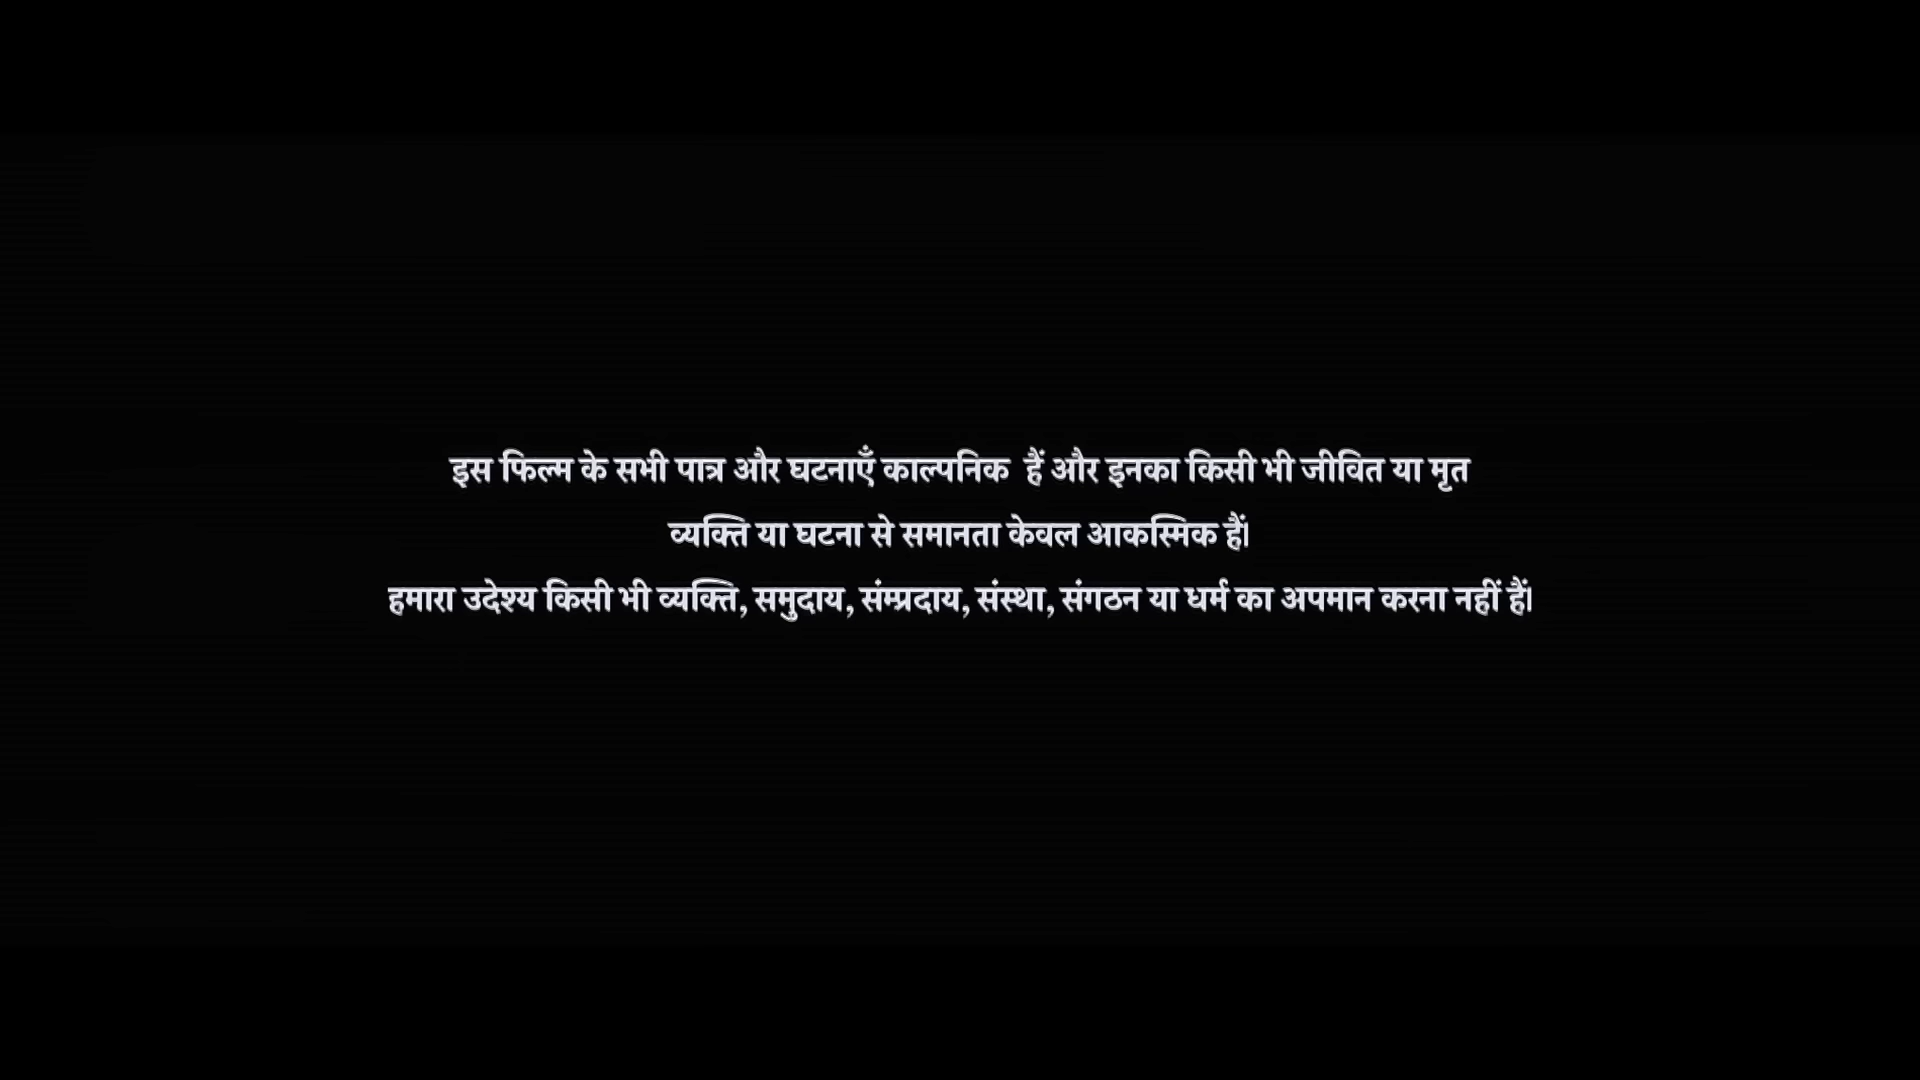 इस फिल्म के सभी पात्र और घटनाएँ काल्पनिक हैं और इनका किसी भी जीवित या मृत
व्यक्ति या घटना से समानता केवल आकस्मिक हैं।
हमारा उदेश्य किसी भी व्यक्ति, समुदाय, संम्प्रदाय, संस्था, संगठन या धर्म का अपमान करना नहीं हैं।